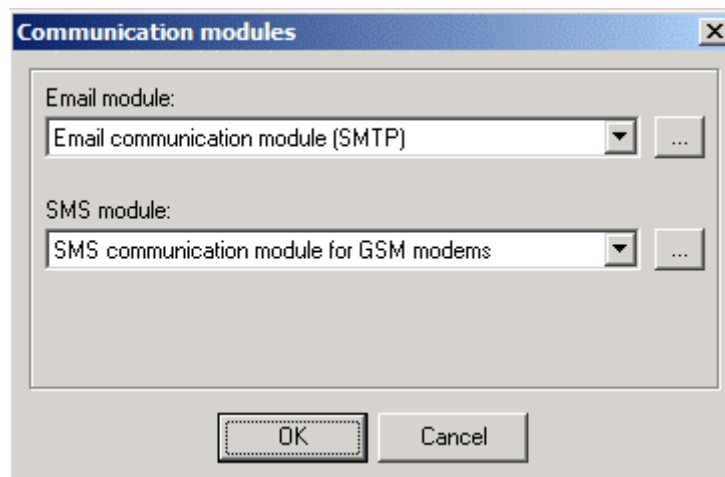 Communication modules
Email module:
Email communication module (SMTP)
...
SMS module:
SMS communication module for GSM modems
...
OK
Cancel